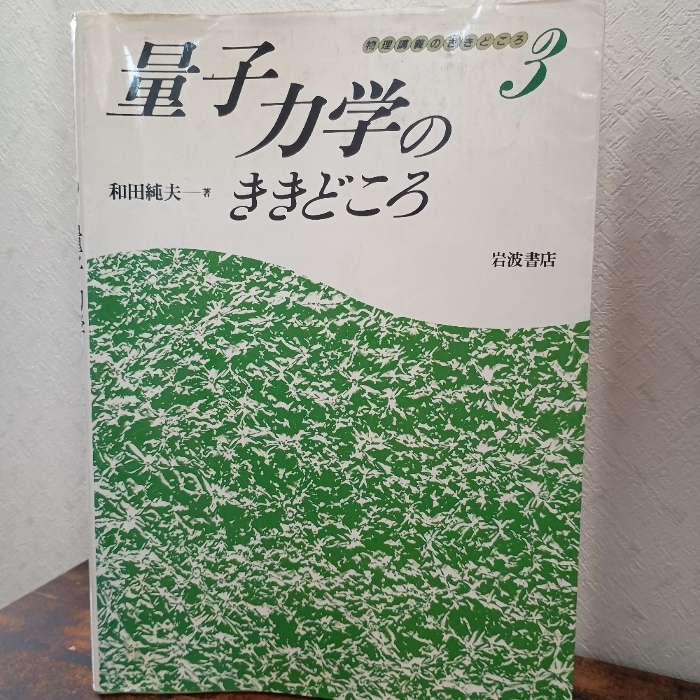 物理講義のききどころ
3
量子力学の
ききどころ
和田純夫—著
岩波書店